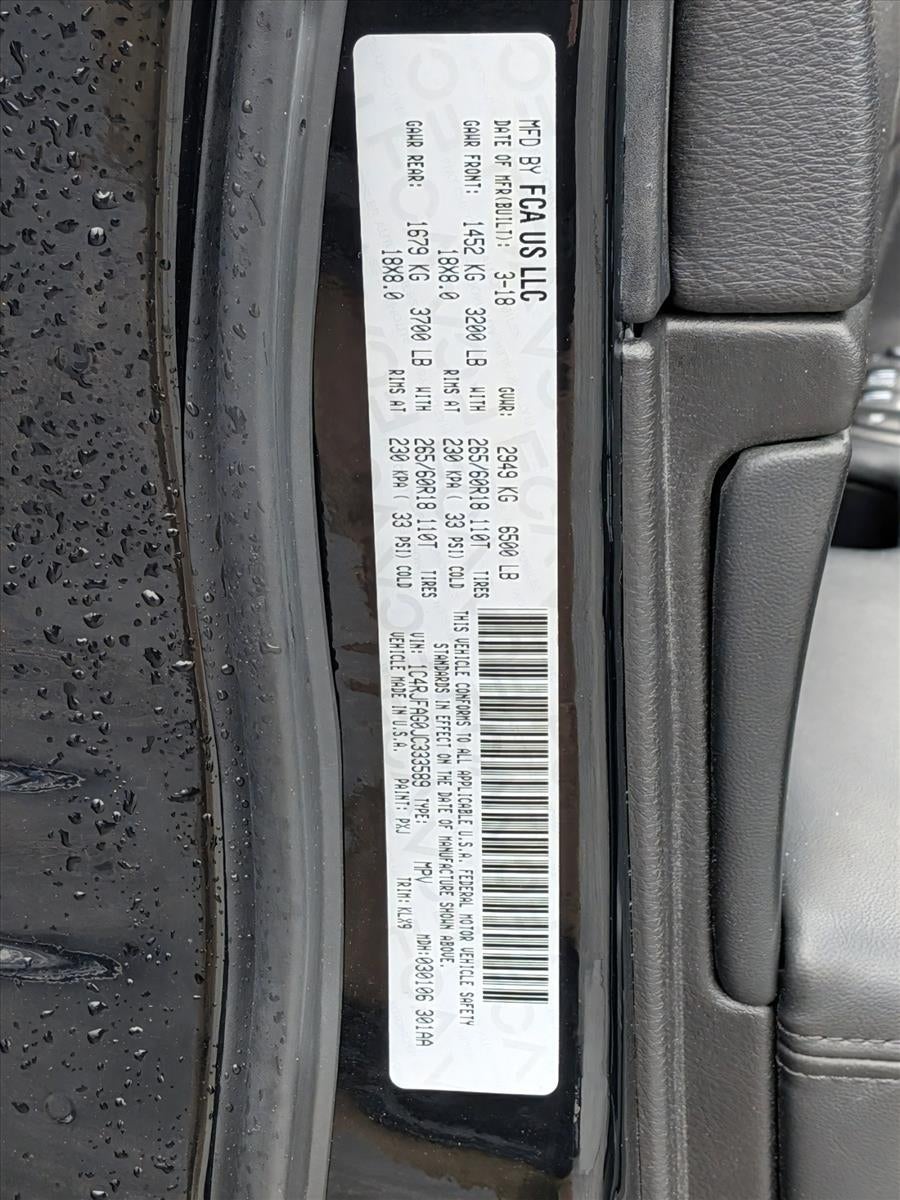 MFD BY FCA US LLC
DATE OF MFR(BUILT): 3-18 GVWR: 2949 KG 6500 LB
GAWR FRONT: 1452 KG 3200 LB WITH 265/60R18 110T TIRES
18X8.0 RIMS AT 230 KPA( 33 PSI) COLD
GAWR REAR: 1679 KG 3700 LB WITH 265/60R18 110T TIRES
18X8.0 RIMS AT 230 KPA( 33 PSI) COLD
THIS VEHICLE CONFORMS TO ALL APPLICABLE U.S.A. FEDERAL MOTOR VEHICLE SAFETY
STANDARDS IN EFFECT ON THE DATE OF MANUFACTURE SHOWN ABOVE.
VIN: 1C4RJFAG0JC333589 TYPE: MPV MDH:030106 301AA
VEHICLE MADE IN U.S.A. PAINT: PXJ TRIM:KLX9